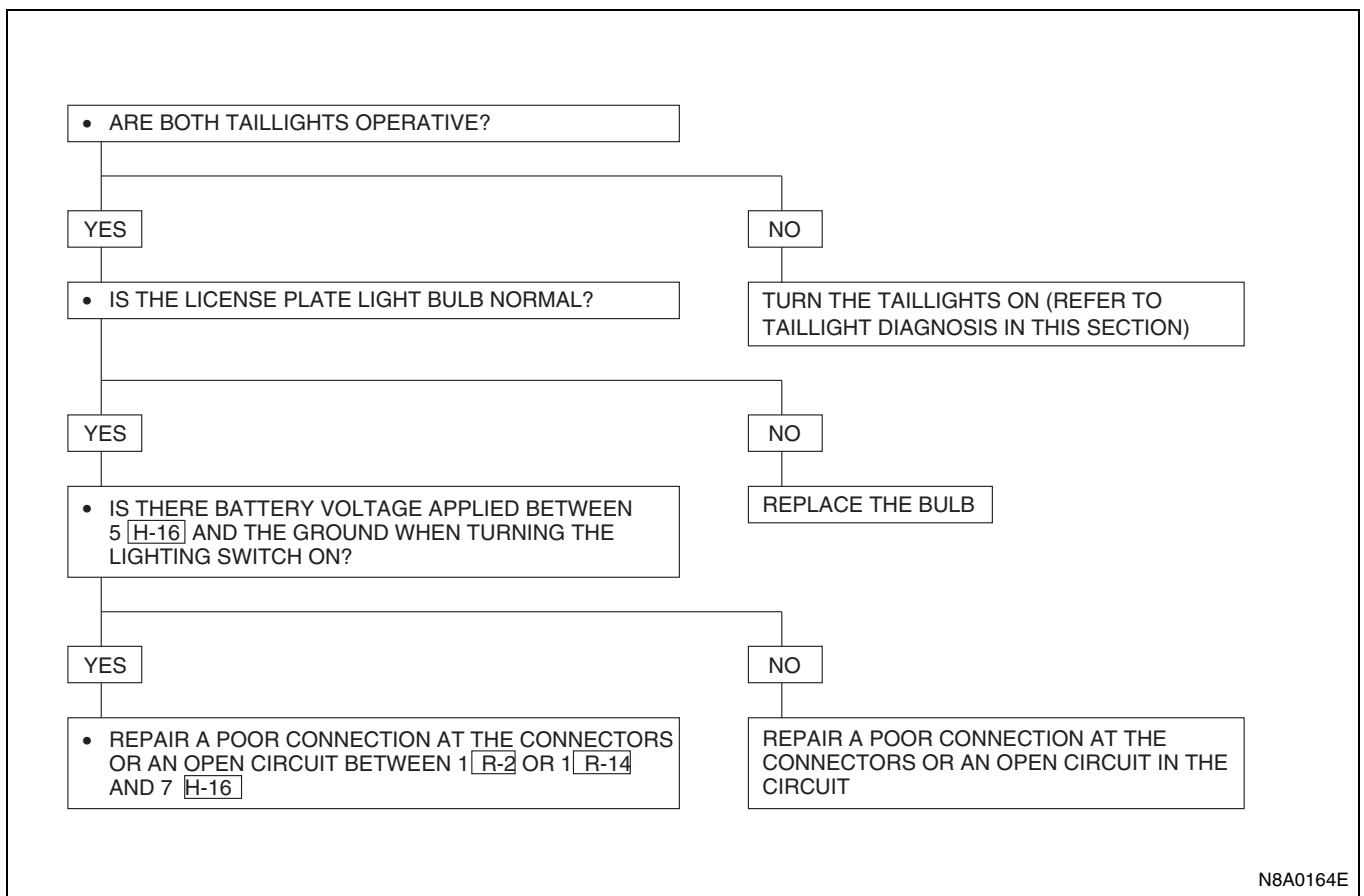 • ARE BOTH TAILLIGHTS OPERATIVE?
YES
NO
• IS THE LICENSE PLATE LIGHT BULB NORMAL?
TURN THE TAILLIGHTS ON (REFER TO
TAILLIGHT DIAGNOSIS IN THIS SECTION)
YES
NO
• IS THERE BATTERY VOLTAGE APPLIED BETWEEN
5 H-16 AND THE GROUND WHEN TURNING THE
LIGHTING SWITCH ON?
REPLACE THE BULB
YES
NO
• REPAIR A POOR CONNECTION AT THE CONNECTORS
OR AN OPEN CIRCUIT BETWEEN 1 R-2 OR 1 R-14
AND 7 H-16
REPAIR A POOR CONNECTION AT THE
CONNECTORS OR AN OPEN CIRCUIT IN THE
CIRCUIT
N8A0164E